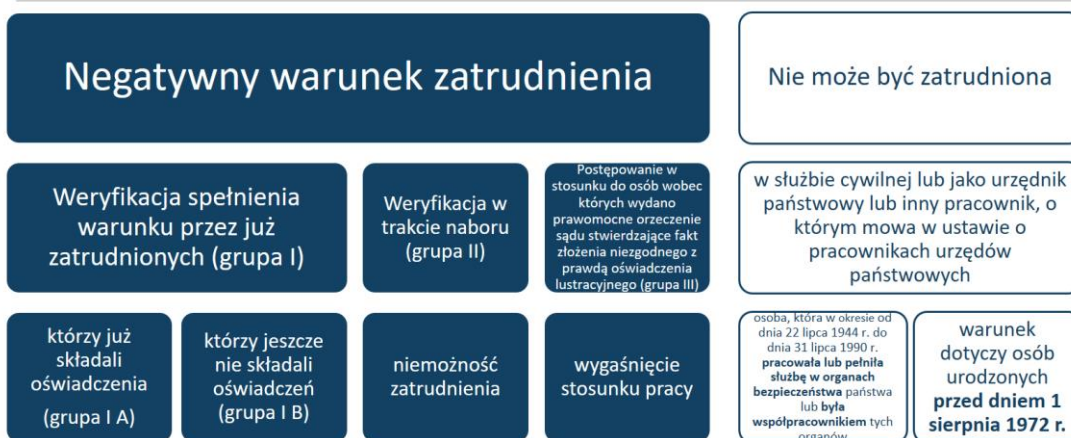 Negatywny warunek zatrudnienia
Nie może być zatrudniona
Weryfikacja spełnienia
warunku przez już
zatrudnionych (grupa I)
Weryfikacja w
trakcie naboru
(grupa II)
Postępowanie w
stosunku do osób wobec
których wydano
prawomocne orzeczenie
sądu stwierdzające fakt
złożenia niezgodnego z
prawdą oświadczenia
lustracyjnego (grupa III)
w służbie cywilnej lub jako urzędnik
państwowy lub inny pracownik, o
którym mowa w ustawie o
pracownikach urzędów
państwowych
którzy już
składali
oświadczenia
(grupa I A)
którzy jeszcze
nie składali
oświadczeń
(grupa I B)
niemożność
zatrudnienia
wygaśnięcie
stosunku pracy
osoba, która w okresie od
dnia 22 lipca 1944 r. do
dnia 31 lipca 1990 r.
pracowała lub pełniła
służbę w organach
bezpieczeństwa państwa
lub była
współpracownikiem tych
organów
warunek
dotyczy osób
urodzonych
przed dniem 1
sierpnia 1972 r.